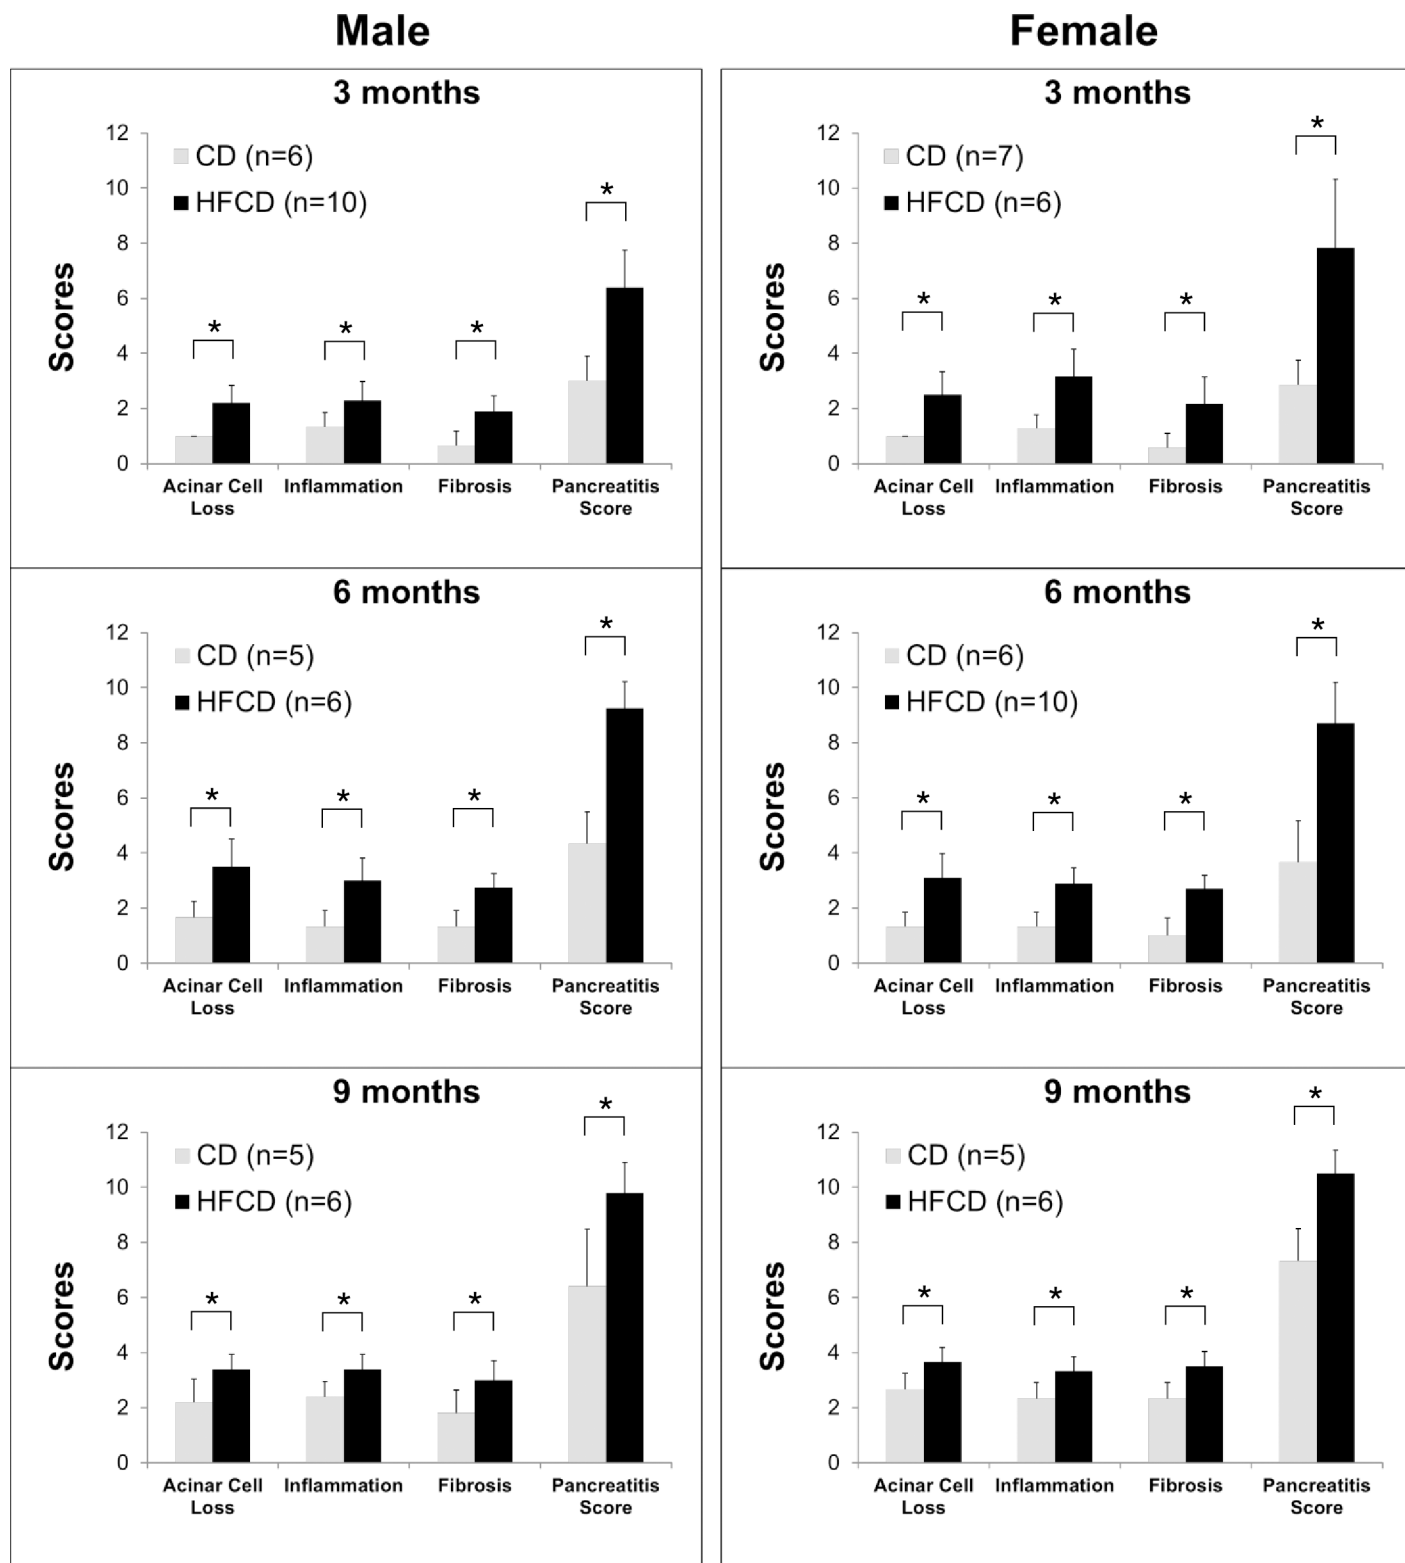 Male
Female
3 months
12
10
8
6
4
2
0
Scores
CD (n=6)
HFCD (n=10)
*
*
*
*
Acinar Cell Loss
Inflammation
Fibrosis
Pancreatitis Score
3 months
12
10
8
6
4
2
0
Scores
CD (n=7)
HFCD (n=6)
*
*
*
*
Acinar Cell Loss
Inflammation
Fibrosis
Pancreatitis Score
6 months
12
10
8
6
4
2
0
Scores
CD (n=5)
HFCD (n=6)
*
*
*
*
Acinar Cell Loss
Inflammation
Fibrosis
Pancreatitis Score
6 months
12
10
8
6
4
2
0
Scores
CD (n=6)
HFCD (n=10)
*
*
*
*
Acinar Cell Loss
Inflammation
Fibrosis
Pancreatitis Score
9 months
12
10
8
6
4
2
0
Scores
CD (n=5)
HFCD (n=6)
*
*
*
*
Acinar Cell Loss
Inflammation
Fibrosis
Pancreatitis Score
9 months
12
10
8
6
4
2
0
Scores
CD (n=5)
HFCD (n=6)
*
*
*
*
Acinar Cell Loss
Inflammation
Fibrosis
Pancreatitis Score